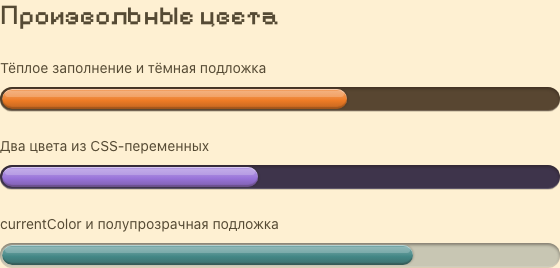 Произвольные цвета
Тёплое заполнение и тёмная подложка
Два цвета из CSS-переменных
currentColor и полупрозрачная подложка